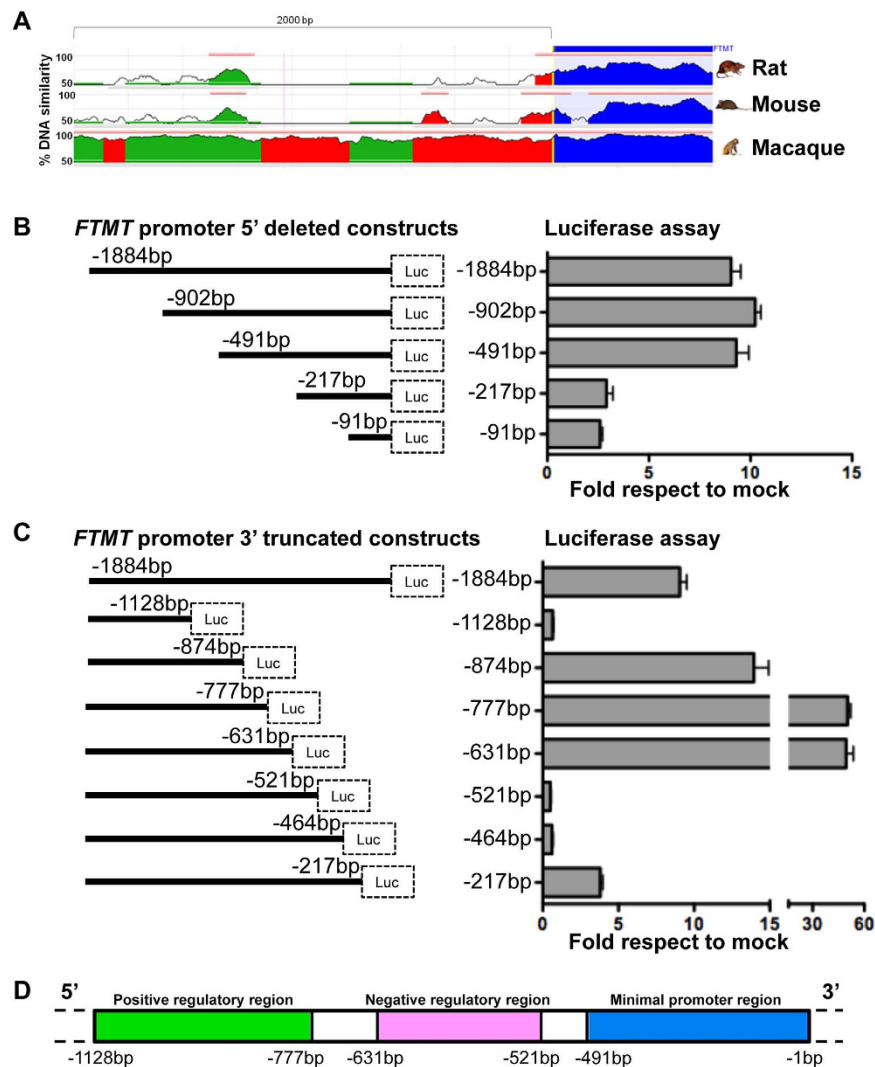 A
2000 bp
FTMT
100
50
Rat
100
50
Mouse
100
50
Macaque
% DNA similarity
B
FTMT promoter 5’ deleted constructs
Luciferase assay
-1884bp
Luc
-902bp
Luc
-491bp
Luc
-217bp
Luc
-91bp
Luc
-1884bp
-902bp
-491bp
-217bp
-91bp
0 5 10 15
Fold respect to mock
C
FTMT promoter 3’ truncated constructs
Luciferase assay
-1884bp
Luc
-1128bp
Luc
-874bp
Luc
-777bp
Luc
-631bp
Luc
-521bp
Luc
-464bp
Luc
-217bp
Luc
-1884bp
-1128bp
-874bp
-777bp
-631bp
-521bp
-464bp
-217bp
0 5 10 15 30 60
Fold respect to mock
D
5’ 3’
Positive regulatory region Negative regulatory region Minimal promoter region
-1128bp -777bp -631bp -521bp -491bp -1bp